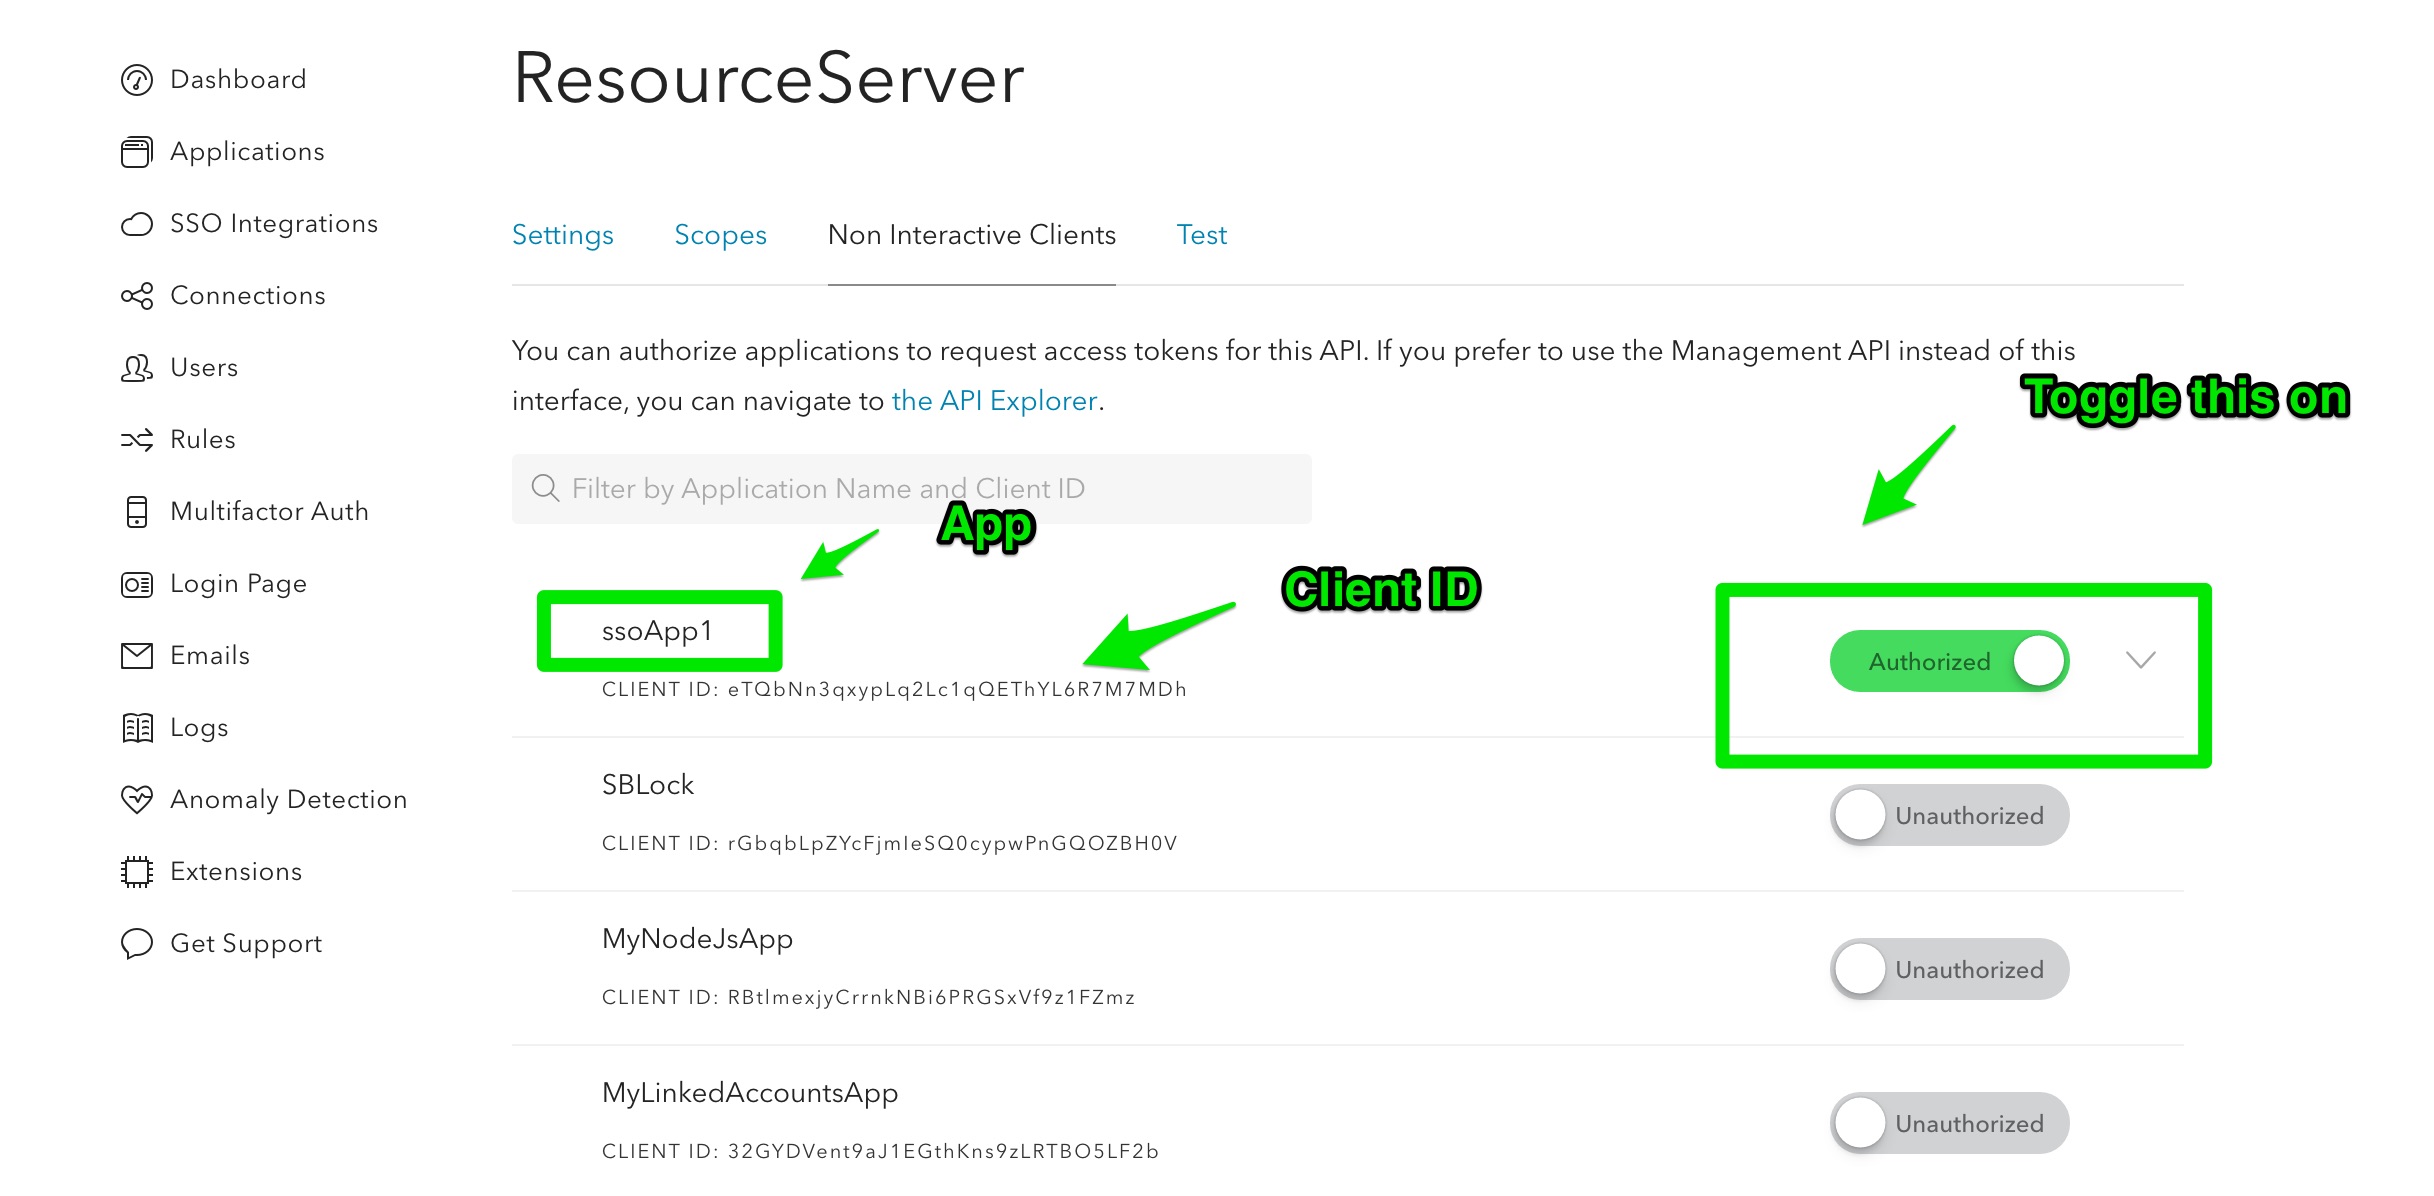 Dashboard
Applications
SSO Integrations
Connections
Users
Rules
Multifactor Auth
Login Page
Emails
Logs
Anomaly Detection
Extensions
Get Support
ResourceServer
Settings Scopes Non Interactive Clients Test
You can authorize applications to request access tokens for this API. If you prefer to use the Management API instead of this
interface, you can navigate to the API Explorer.
Toggle this on
Filter by Application Name and Client ID
App
Client ID
ssoApp1
CLIENT ID: eTQbNn3qxypLq2Lc1qQEThYL6R7M7MDh
Authorized
SBLock
CLIENT ID: rGbqbLpZYcFjmIeSQ0cypwPnGQOZBH0V
Unauthorized
MyNodeJsApp
CLIENT ID: RBtlmexjyCrrnkNBi6PRGSxVf9z1FZmz
Unauthorized
MyLinkedAccountsApp
CLIENT ID: 32GYDVent9aJ1EGthKns9zLRTBO5LF2b
Unauthorized